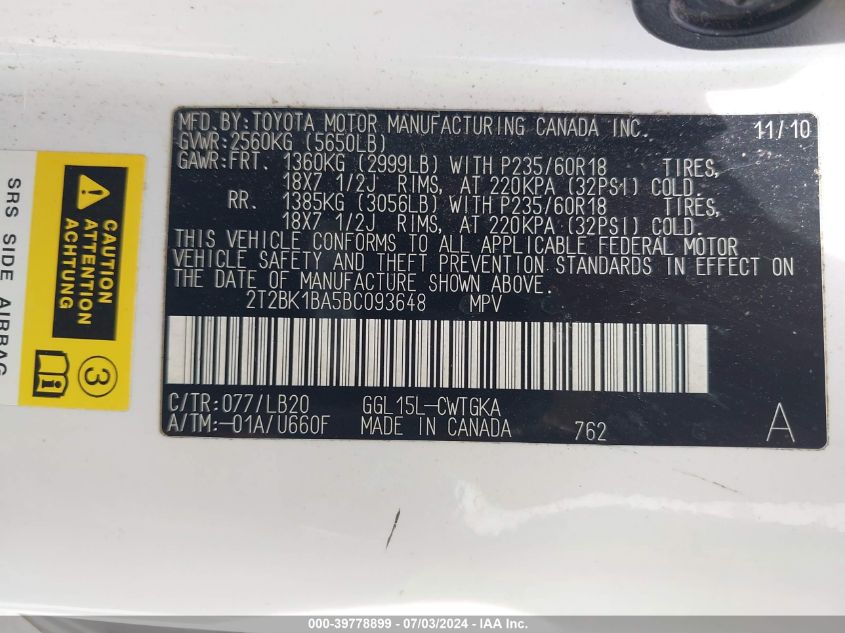 MFD.BY:TOYOTA MOTOR MANUFACTURING CANADA INC. 11/10
GVWR:2560KG (5650LB)
GAWR:FRT. 1360KG (2999LB) WITH P235/60R18 TIRES,
18X7 1/2J RIMS, AT 220KPA (32PSI) COLD.
RR. 1385KG (3056LB) WITH P235/60R18 TIRES,
18X7 1/2J RIMS, AT 220KPA (32PSI) COLD.
THIS VEHICLE CONFORMS TO ALL APPLICABLE FEDERAL MOTOR
VEHICLE SAFETY AND THEFT PREVENTION STANDARDS IN EFFECT ON
THE DATE OF MANUFACTURE SHOWN ABOVE.
2T2BK1BA5BC093648 MPV
C/TR:077/LB20 GGL15L-CWTGKA
A/TM:-01A/U660F MADE IN CANADA 762 A
SRS SIDE AIRBAG
CAUTION
ATTENTION
ACHTUNG
3
000-39778899 - 07/03/2024 - IAA Inc.